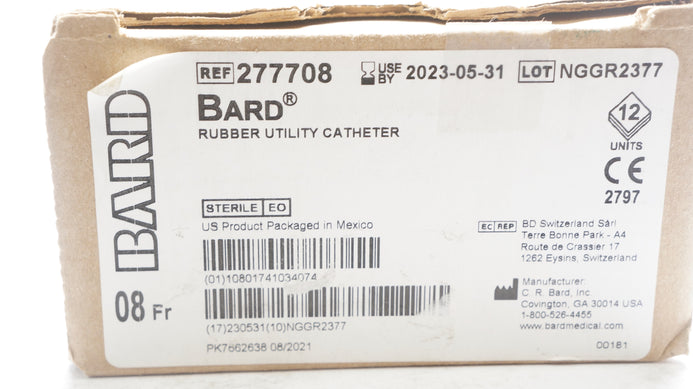 REF 277708
USE BY 2023-05-31
LOT NGGR2377
BARD
BARD®
RUBBER UTILITY CATHETER
12
UNITS
CE
2797
STERILE EO
US Product Packaged in Mexico
(01)10801741034074
EC REP BD Switzerland Sàrl
Terre Bonne Park - A4
Route de Crassier 17
1262 Eysins, Switzerland
08 Fr
(17)230531(10)NGGR2377
Manufacturer:
C. R. Bard, Inc.
Covington, GA 30014 USA
1-800-526-4455
www.bardmedical.com
PK7662638 08/2021
00181